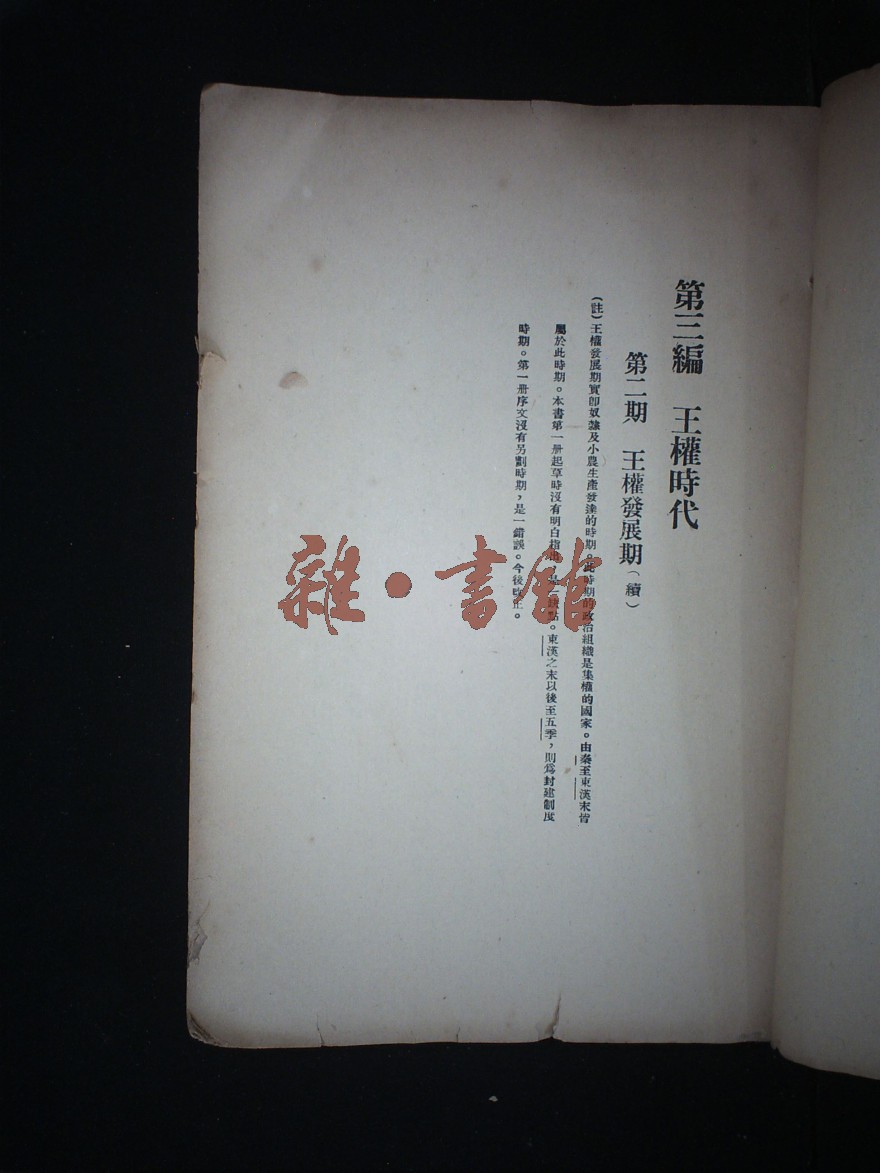 第三編　王權時代
第二期　王權發展期（續）
（註）王權發展期實卽奴隸及小農生產發達的時期。此時期的政治組織是集權的國家。由秦至東漢末皆
屬於此時期。本書第一册起草時沒有明白指出，是一缺點。東漢之末以後至五季，則爲封建制度
時期。第一册序文沒有另劃時期，是一錯誤。今後改正。
雜·書館